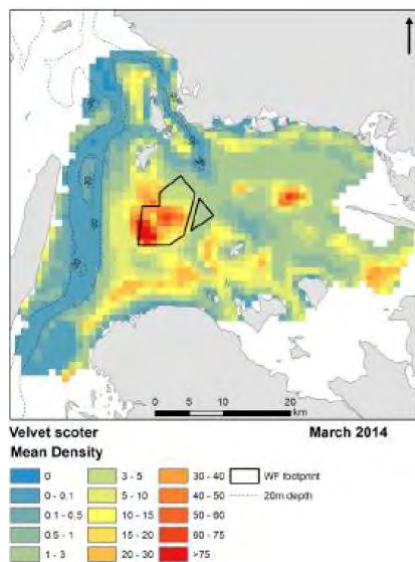 0 5 10 20
km
Velvet scoter March 2014
Mean Density
0 3 - 5 30 - 40 WF footprint
0 - 0.1 5 - 10 40 - 50 20m depth
0.1 - 0.5 10 - 15 50 - 60
0.5 - 1 15 - 20 60 - 75
1 - 3 20 - 30 >75